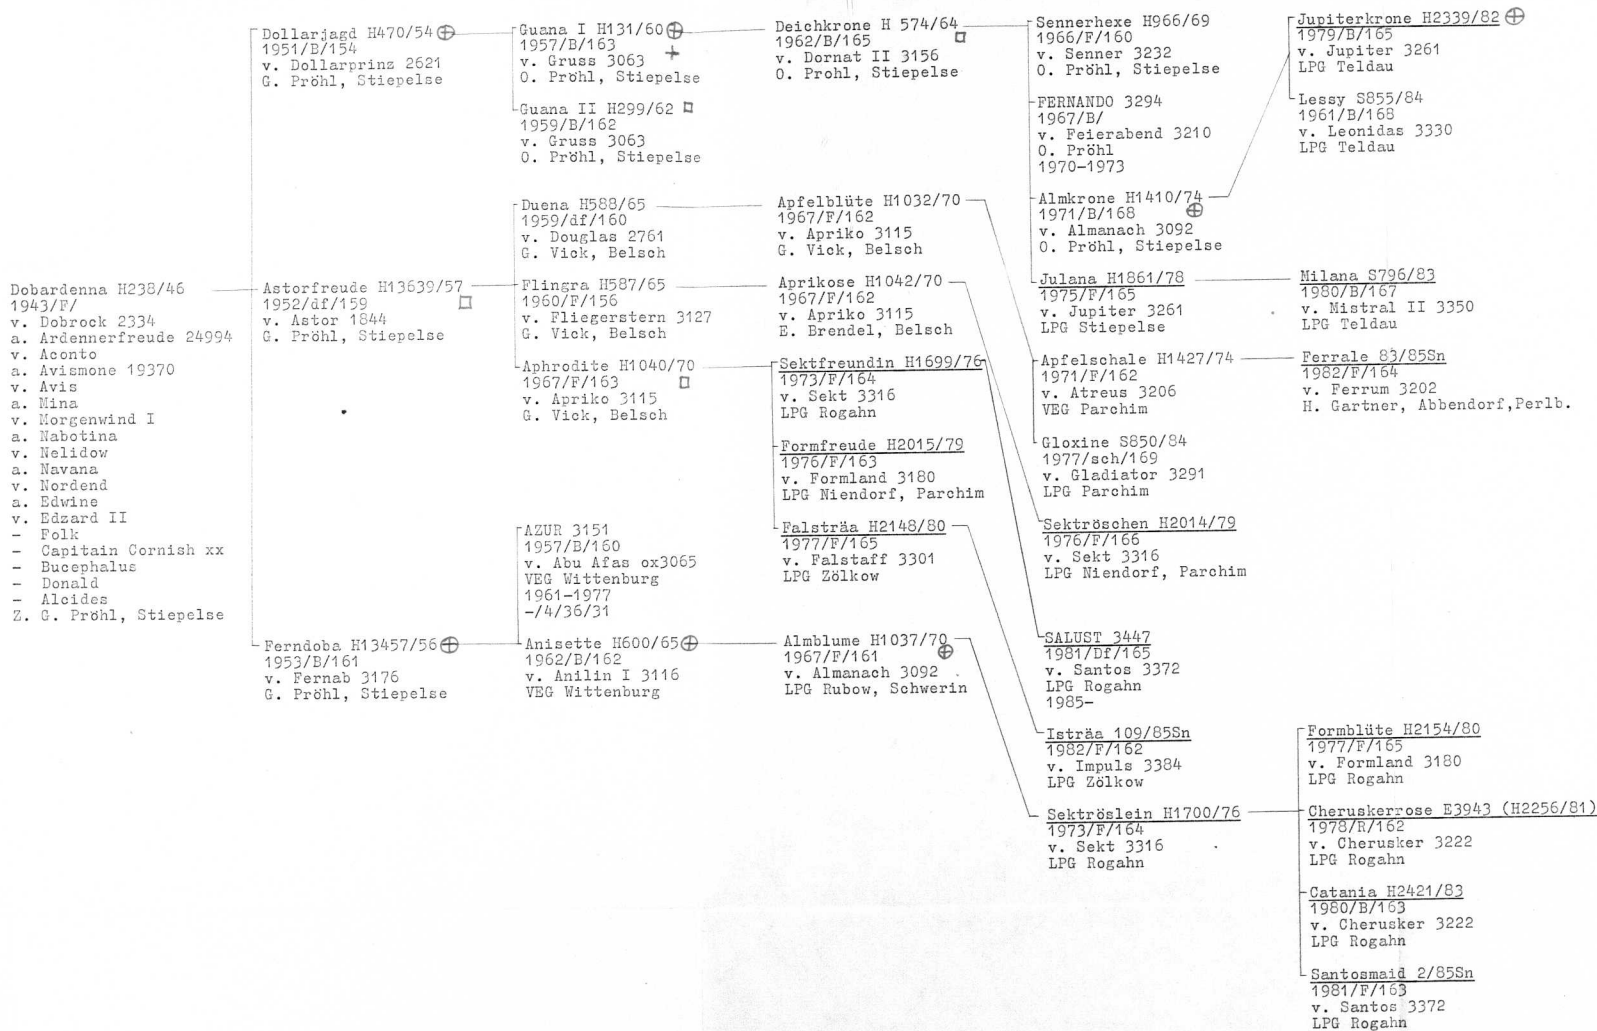 Dobardenna H238/46
1943/F/
v. Dobrock 2334
a. Ardennerfreude 24994
v. Aconto
a. Avismone 19370
v. Avis
a. Mina
v. Morgenwind I
a. Nabotina
v. Nelidow
a. Navana
v. Nordend
a. Edwine
v. Edzard II
- Folk
- Capitain Cornish xx
- Bucephalus
- Donald
- Alcides
Z. G. Pröhl, Stiepelse
Dollarjagd H470/54
1951/B/154
v. Dollarprinz 2621
G. Pröhl, Stiepelse
Astorfreude H13639/57
1952/df/159
v. Astor 1844
G. Pröhl, Stiepelse
Ferndoba H13457/56
1953/B/161
v. Fernab 3176
G. Pröhl, Stiepelse
Guana I H131/60
1957/B/163
v. Gruss 3063
O. Pröhl, Stiepelse
Guana II H299/62
1959/B/162
v. Gruss 3063
O. Pröhl, Stiepelse
Duena H588/65
1959/df/160
v. Douglas 2761
G. Vick, Belsch
Flingra H587/65
1960/F/156
v. Fliegerstern 3127
G. Vick, Belsch
Aphrodite H1040/70
1967/F/163
v. Apriko 3115
G. Vick, Belsch
AZUR 3151
1957/B/160
v. Abu Afas ox3065
VEG Wittenburg
1961-1977
-/4/36/31
Anisette H600/65
1962/B/162
v. Anilin I 3116
VEG Wittenburg
Deichkrone H 574/64
1962/B/165
v. Dornat II 3156
O. Prohl, Stiepelse
Apfelblüte H1032/70
1967/F/162
v. Apriko 3115
G. Vick, Belsch
Aprikose H1042/70
1967/F/162
v. Apriko 3115
E. Brendel, Belsch
Sektfreundin H1699/76
1973/F/164
v. Sekt 3316
LPG Rogahn
Formfreude H2015/79
1976/F/163
v. Formland 3180
LPG Niendorf, Parchim
Falsträa H2148/80
1977/F/165
v. Falstaff 3301
LPG Zölkow
Almblume H1037/70
1967/F/161
v. Almanach 3092
LPG Rubow, Schwerin
Sennerhexe H966/69
1966/F/160
v. Senner 3232
O. Pröhl, Stiepelse
FERNANDO 3294
1967/B/
v. Feierabend 3210
O. Pröhl
1970-1973
Almkrone H1410/74
1971/B/168
v. Almanach 3092
O. Pröhl, Stiepelse
Julana H1861/78
1975/F/165
v. Jupiter 3261
LPG Stiepelse
Apfelschale H1427/74
1971/F/162
v. Atreus 3206
VEG Parchim
Gloxine S850/84
1977/sch/169
v. Gladiator 3291
LPG Parchim
Sektröschen H2014/79
1976/F/166
v. Sekt 3316
LPG Niendorf, Parchim
SALUST 3447
1981/Df/165
v. Santos 3372
LPG Rogahn
1985-
Isträa 109/85Sn
1982/F/162
v. Impuls 3384
LPG Zölkow
Sektröslein H1700/76
1973/F/164
v. Sekt 3316
LPG Rogahn
Jupiterkrone H2339/82
1979/B/165
v. Jupiter 3261
LPG Teldau
Lessy S855/84
1961/B/168
v. Leonidas 3330
LPG Teldau
Milana S796/83
1980/B/167
v. Mistral II 3350
LPG Teldau
Ferrale 83/85Sn
1982/F/164
v. Ferrum 3202
H. Gartner, Abbendorf,Perlb.
Formblüte H2154/80
1977/F/165
v. Formland 3180
LPG Rogahn
Cheruskerrose E3943 (H2256/81)
1978/R/162
v. Cherusker 3222
LPG Rogahn
Catania H2421/83
1980/B/163
v. Cherusker 3222
LPG Rogahn
Santosmaid 2/85Sn
1981/F/163
v. Santos 3372
LPG Rogahn